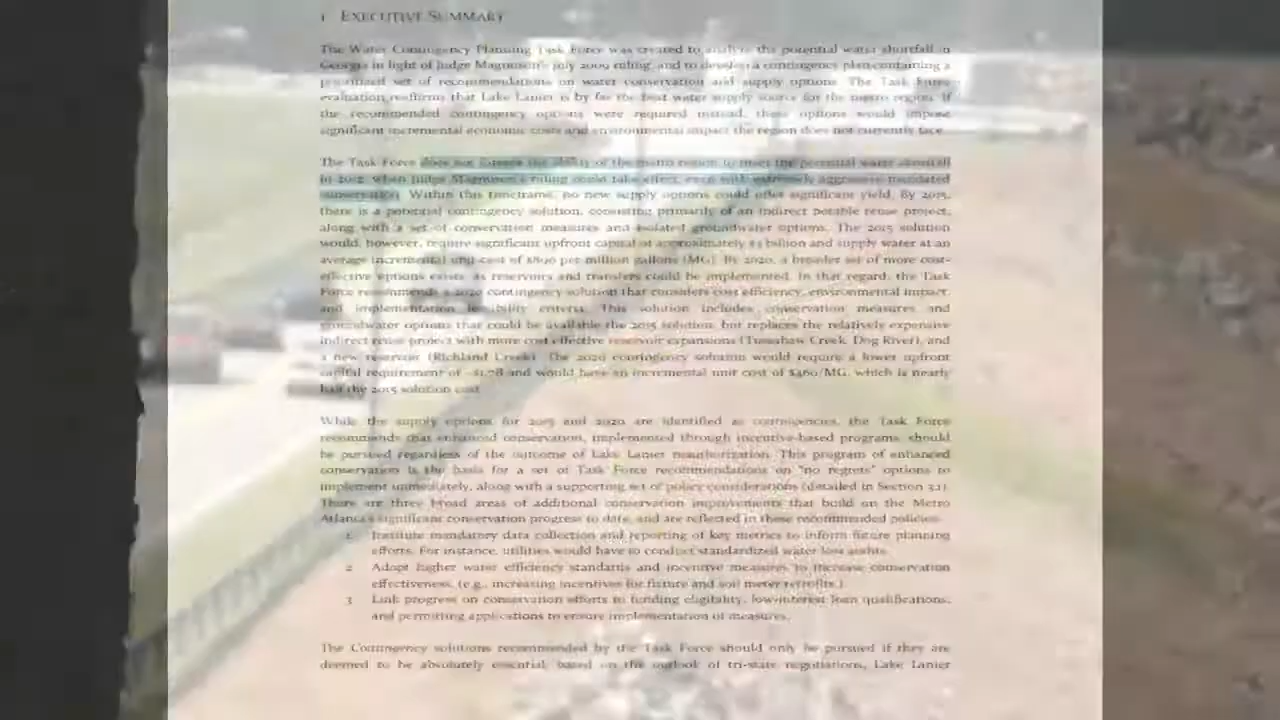 1 EXECUTIVE SUMMARY
The Water Contingency Planning Task Force was created to analyze the potential water shortfall in
Georgia in light of Judge Magnuson's July 2009 ruling, and to develop a contingency plan containing a
prioritized set of recommendations on water conservation and supply options. The Task Force
evaluation reaffirms that Lake Lanier is by far the best water supply source for the metro region. If
the recommended contingency options were required instead, these options would impose
significant incremental economic costs and environmental impact the region does not currently face.
The Task Force does not foresee the ability of the metro region to meet the potential water shortfall
in 2012, when Judge Magnuson's ruling could take effect, even with extremely aggressive mandated
conservation. Within this timeframe, no new supply options could offer significant yield. By 2015,
there is a potential contingency solution, consisting primarily of an indirect potable reuse project,
along with a set of conservation measures and isolated groundwater options. The 2015 solution
would, however, require significant upfront capital of approximately $3 billion and supply water at an
average incremental unit cost of $890 per million gallons (MG). By 2020, a broader set of more cost-
effective options exists, as reservoirs and transfers could be implemented. In that regard, the Task
Force recommends a 2020 contingency solution that considers cost efficiency, environmental impact,
and implementation feasibility criteria. This solution includes conservation measures and
groundwater options that could be available the 2015 solution, but replaces the relatively expensive
indirect reuse project with more cost effective reservoir expansions (Tussahaw Creek, Dog River), and
a new reservoir (Richland Creek). The 2020 contingency solution would require a lower upfront
capital requirement of and would have an incremental unit cost of $460/MG, which is nearly
half the 2015 solution cost.
While the supply options for 2015 and 2020 are identified as contingencies, the Task Force
recommends that enhanced conservation, implemented through incentive-based programs, should
be pursued regardless of the outcome of Lake Lanier reauthorization. This program of enhanced
conservation is the basis for a set of Task Force recommendations on "no regrets" options to
implement immediately, along with a supporting set of policy considerations (detailed in Section 3.1).
There are three broad areas of additional conservation improvements that build on the Metro
Atlanta's significant conservation progress to date, and are reflected in these recommended policies.
1. Institute mandatory data collection and reporting of key metrics to inform future planning
efforts. For instance, utilities would have to conduct standardized water loss audits.
2. Adopt higher water efficiency standards and incentive measures to increase conservation
effectiveness. (e.g., increasing incentives for fixture and soil meter retrofits.)
3. Link progress on conservation efforts to funding eligibility, low-interest loan qualifications,
and permitting applications to ensure implementation of measures.
The Contingency solutions recommended by the Task Force should only be pursued if they are
deemed to be absolutely essential, based on the outlook of tri-state negotiations, Lake Lanier